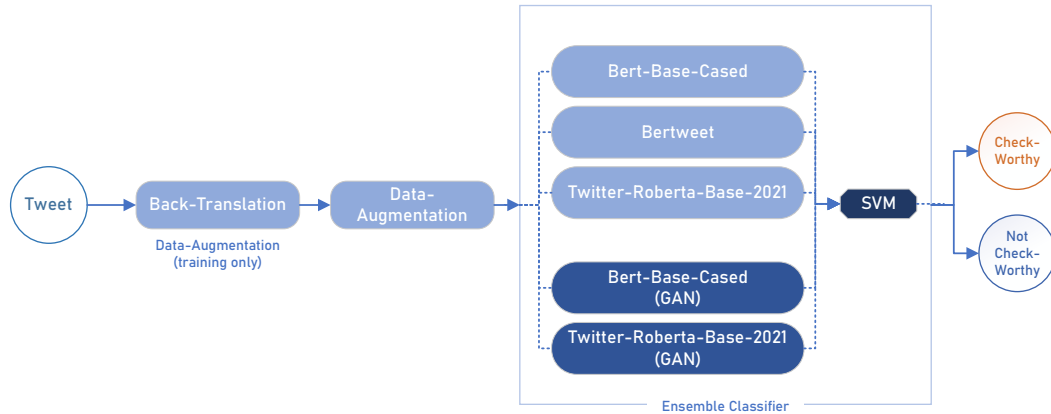 Tweet
Back-Translation
Data-Augmentation
(training only)
Data-
Augmentation
Bert-Base-Cased
Bertweet
Twitter-Roberta-Base-2021
Bert-Base-Cased
(GAN)
Twitter-Roberta-Base-2021
(GAN)
SVM
Check-
Worthy
Not
Check-
Worthy
Ensemble Classifier